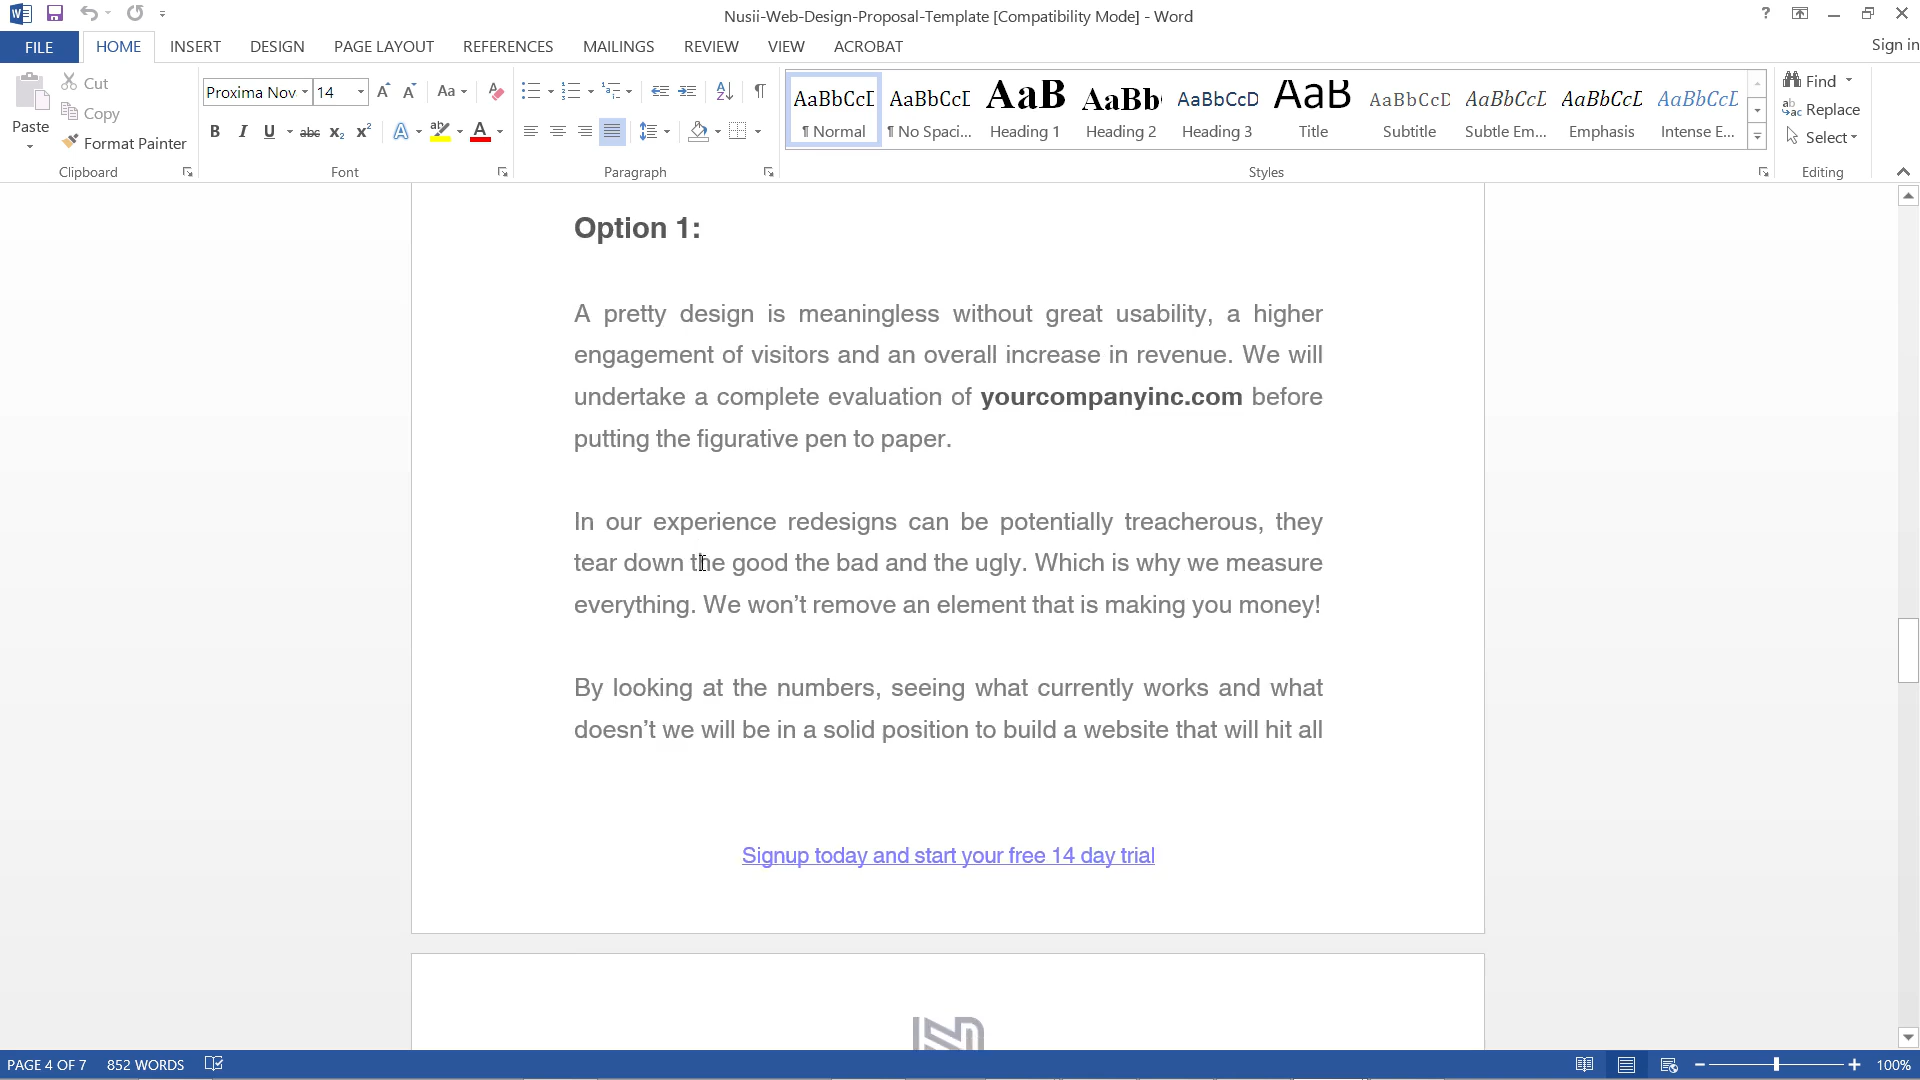 Nusii-Web-Design-Proposal-Template [Compatibility Mode] - Word
?
Sign in
FILE HOME INSERT DESIGN PAGE LAYOUT REFERENCES MAILINGS REVIEW VIEW ACROBAT
Paste
Cut
Copy
Format Painter
Clipboard
Proxima Nov 14
Aa
B I U abc X₂ X² A ab A
Font
Paragraph
AaBbCcD ¶ Normal
AaBbCcD ¶ No Spaci...
AaB Heading 1
AaBb Heading 2
AaBbCcD Heading 3
AaB Title
AaBbCcD Subtitle
AaBbCcD Subtle Em...
AaBbCcD Emphasis
AaBbCcD Intense E...
Styles
Find
Replace
Select
Editing
Option 1:
A pretty design is meaningless without great usability, a higher
engagement of visitors and an overall increase in revenue. We will
undertake a complete evaluation of yourcompanyinc.com before
putting the figurative pen to paper.
In our experience redesigns can be potentially treacherous, they
tear down the good the bad and the ugly. Which is why we measure
everything. We won’t remove an element that is making you money!
By looking at the numbers, seeing what currently works and what
doesn’t we will be in a solid position to build a website that will hit all
Signup today and start your free 14 day trial
PAGE 4 OF 7 852 WORDS
100%